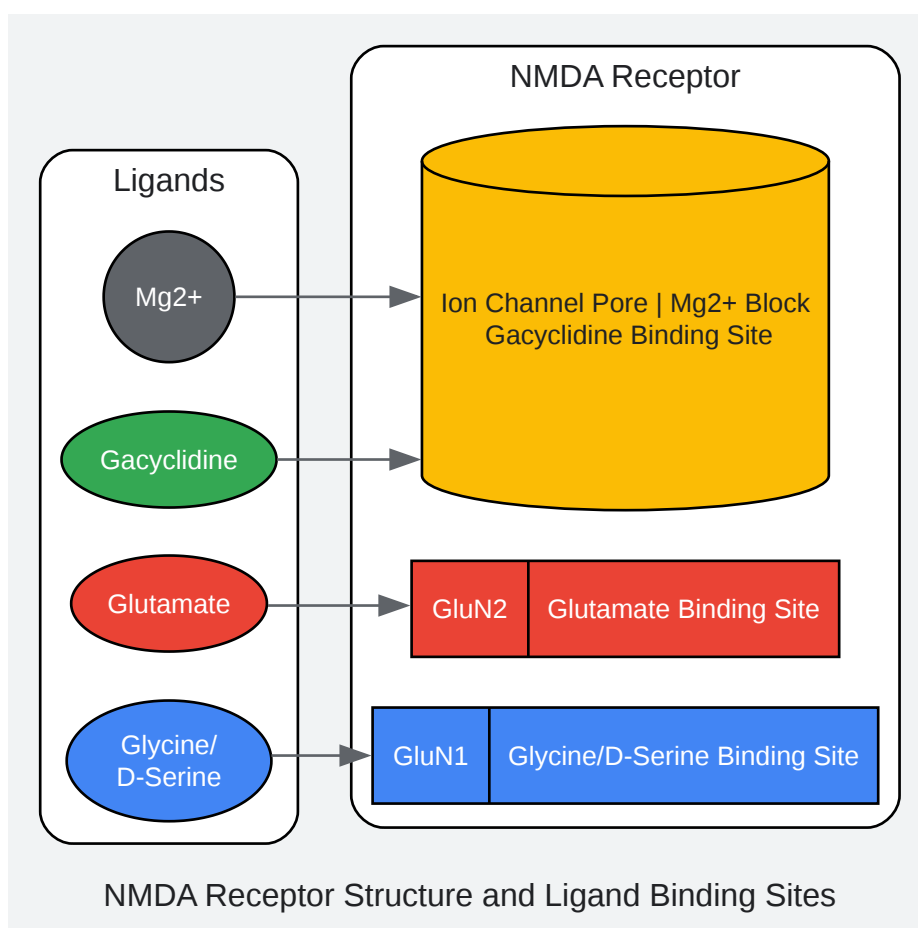 NMDA Receptor
Ligands
Mg2+
Ion Channel Pore | Mg2+ Block
Gacyclidine Binding Site
Gacyclidine
Glutamate
GluN2
Glutamate Binding Site
Glycine/
D-Serine
GluN1
Glycine/D-Serine Binding Site
NMDA Receptor Structure and Ligand Binding Sites